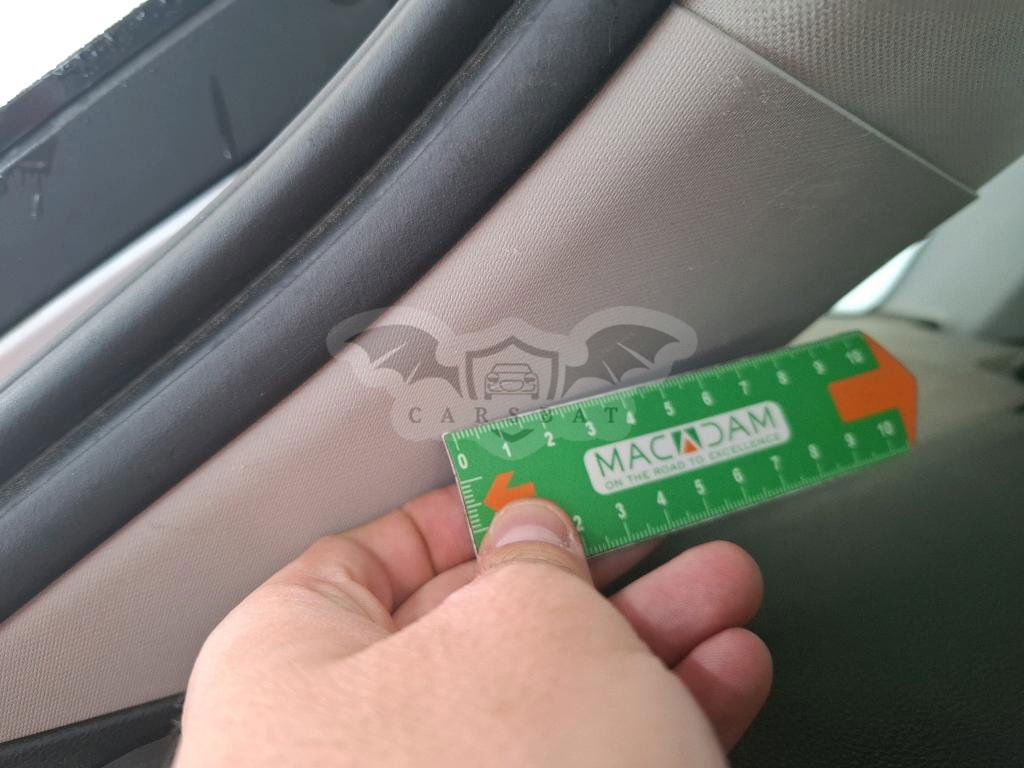 0 1 2 3 4 5 6 7 8 9 10
MACADAM
ON THE ROAD TO EXCELLENCE
2 3 4 5 6 7 8 9 10
CARSBAT